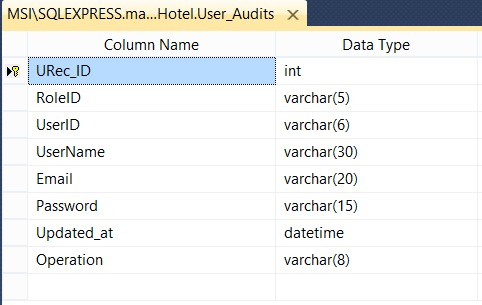 MSI\SQLEXPRESS.ma...Hotel.User_Audits
Column Name Data Type
URec_ID int
RoleID varchar(5)
UserID varchar(6)
UserName varchar(30)
Email varchar(20)
Password varchar(15)
Updated_at datetime
Operation varchar(8)